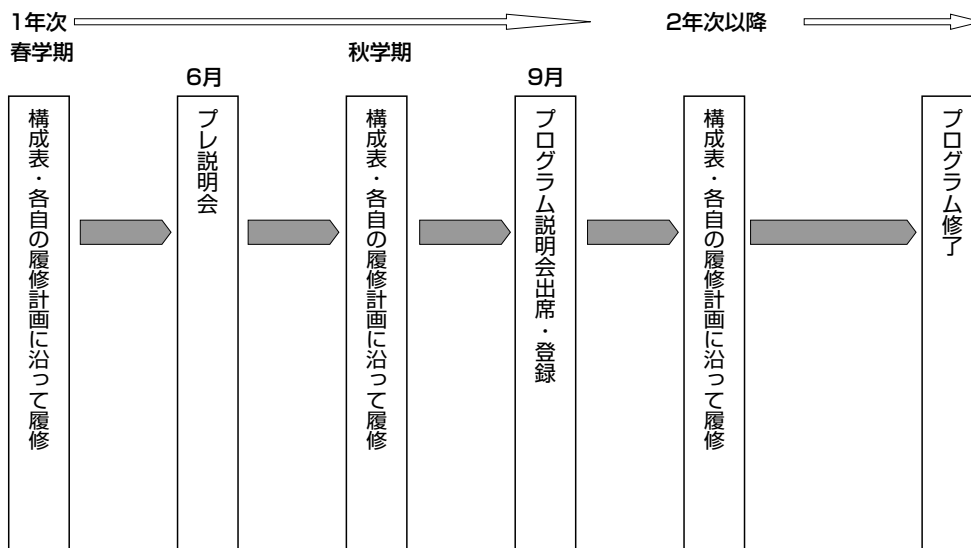 1年次
2年次以降
春学期
秋学期
6月
9月
構成表・各自の履修計画に沿って履修
プレ説明会
構成表・各自の履修計画に沿って履修
プログラム説明会出席・登録
構成表・各自の履修計画に沿って履修
プログラム修了